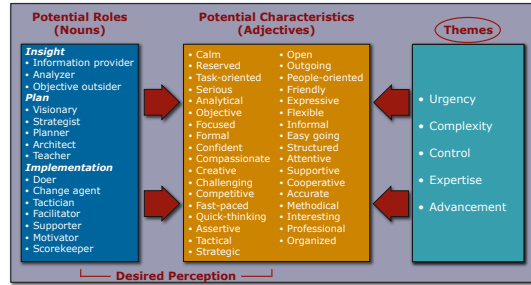 Potential Roles
(Nouns)
Insight
• Information provider
• Analyzer
• Objective outsider
Plan
• Visionary
• Strategist
• Planner
• Architect
• Teacher
Implementation
• Doer
• Change agent
• Tactician
• Facilitator
• Supporter
• Motivator
• Scorekeeper
Potential Characteristics
(Adjectives)
• Calm
• Reserved
• Task-oriented
• Serious
• Analytical
• Objective
• Focused
• Formal
• Confident
• Compassionate
• Creative
• Challenging
• Competitive
• Fast-paced
• Quick-thinking
• Assertive
• Tactical
• Strategic
• Open
• Outgoing
• People-oriented
• Friendly
• Expressive
• Flexible
• Informal
• Easy going
• Structured
• Attentive
• Supportive
• Cooperative
• Accurate
• Methodical
• Interesting
• Professional
• Organized
Themes
• Urgency
• Complexity
• Control
• Expertise
• Advancement
Desired Perception